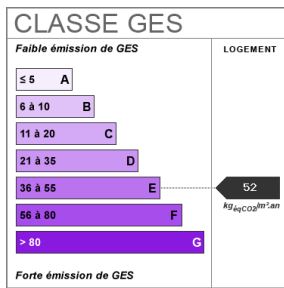 CLASSE GES
Faible émission de GES
LOGEMENT
≤ 5 A
6 à 10 B
11 à 20 C
21 à 35 D
36 à 55 E
52
kgéqCO2/m².an
56 à 80 F
> 80 G
Forte émission de GES